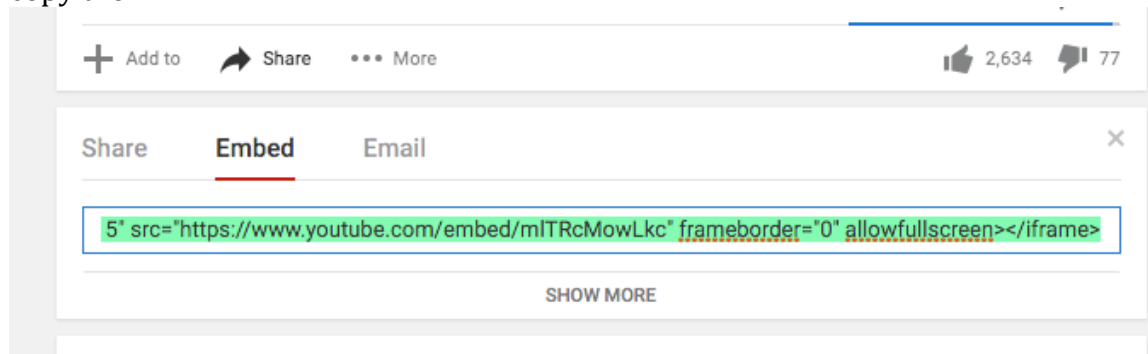 Add to Share ••• More 2,634 77
Share Embed Email ×
5" src="https://www.youtube.com/embed/mlTRcMowLkc" frameborder="0" allowfullscreen></iframe>
SHOW MORE